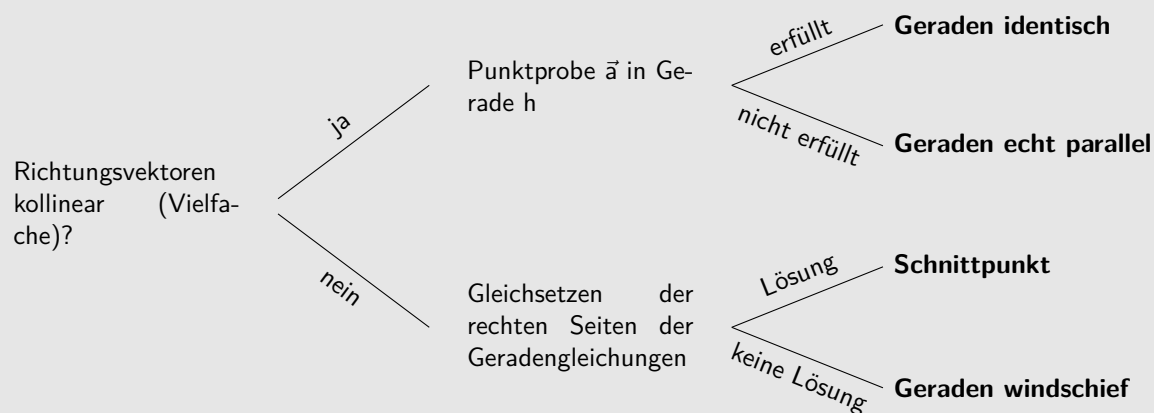 Richtungsvektoren
kollinear (Vielfa-
che)?
ja
nein
Punktprobe a⃗ in Ge-
rade h
erfüllt
nicht erfüllt
Geraden identisch
Geraden echt parallel
Gleichsetzen der
rechten Seiten der
Geradengleichungen
Lösung
keine Lösung
Schnittpunkt
Geraden windschief